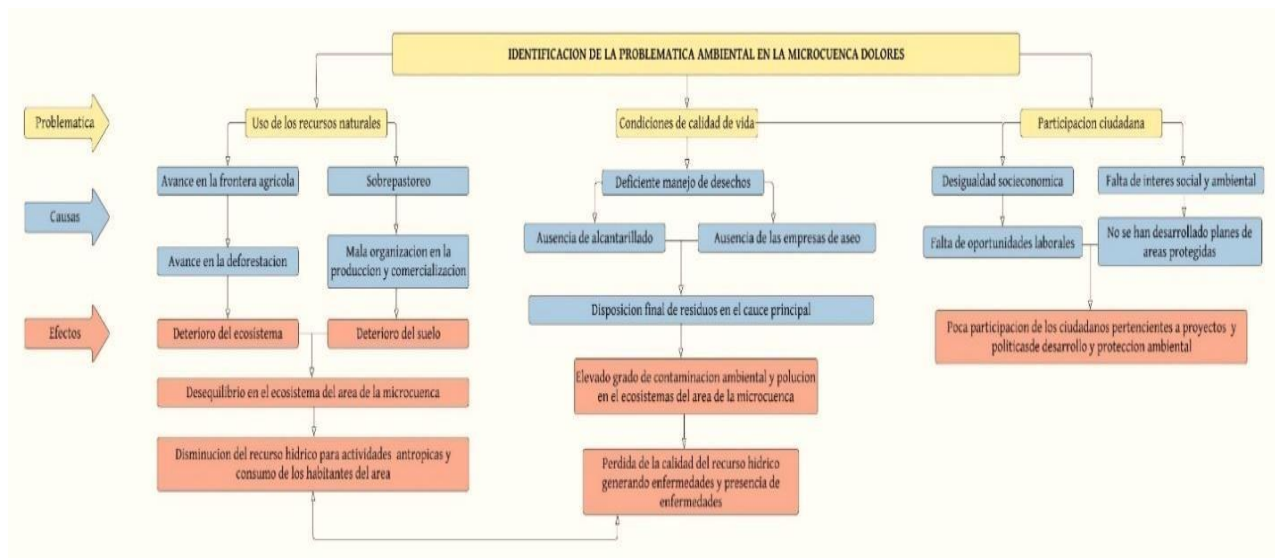 IDENTIFICACION DE LA PROBLEMATICA AMBIENTAL EN LA MICROCUENCA DOLORES
Problematica
Uso de los recursos naturales
Condiciones de calidad de vida
Participacion ciudadana
Causas
Avance en la frontera agrícola
Sobrepastoreo
Deficiente manejo de desechos
Desigualdad socioeconomica
Falta de interes social y ambiental
Avance en la deforestacion
Mala organizacion en la
produccion y comercializacion
Ausencia de alcantarillado
Ausencia de las empresas de aseo
Falta de oportunidades laborales
No se han desarrollado planes de
areas protegidas
Disposicion final de residuos en el cauce principal
Efectos
Deterioro del ecosistema
Deterioro del suelo
Poca participacion de los ciudadanos pertencientes a proyectos y
politicasde desarrollo y proteccion ambiental
Desequilibrio en el ecosistema del area de la microcuenca
Elevado grado de contaminacion ambiental y polucion
en el ecosistemas del area de la microcuenca
Disminucion del recurso hidrico para actividades antropicas y
consumo de los habitantes del area
Perdida de la calidad del recurso hidrico
generando enfermedades y presencia de
enfermedades